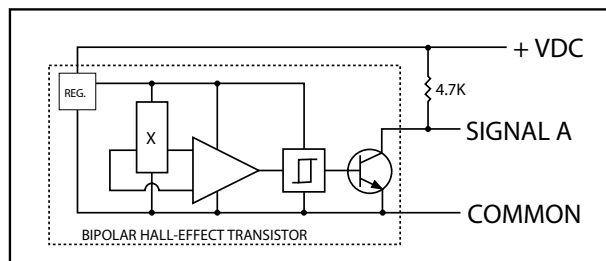 + VDC
REG.
4.7K
X
SIGNAL A
COMMON
BIPOLAR HALL-EFFECT TRANSISTOR